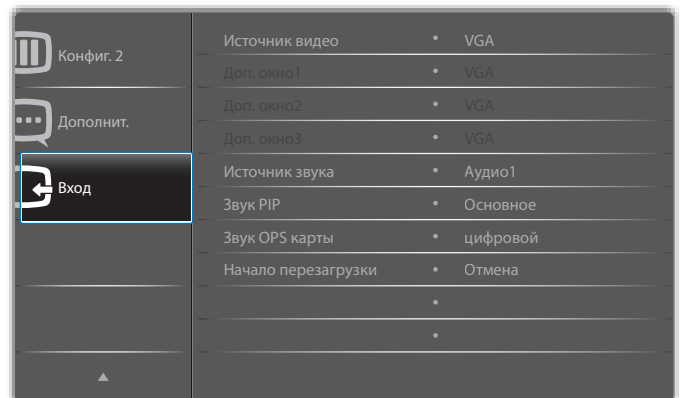 Конфиг. 2
Дополнит.
Вход
Источник видео • VGA
Доп. окно1 • VGA
Доп. окно2 • VGA
Доп. окно3 • VGA
Источник звука • Аудио1
Звук PIP • Основное
Звук OPS карты • цифровой
Начало перезагрузки • Отмена